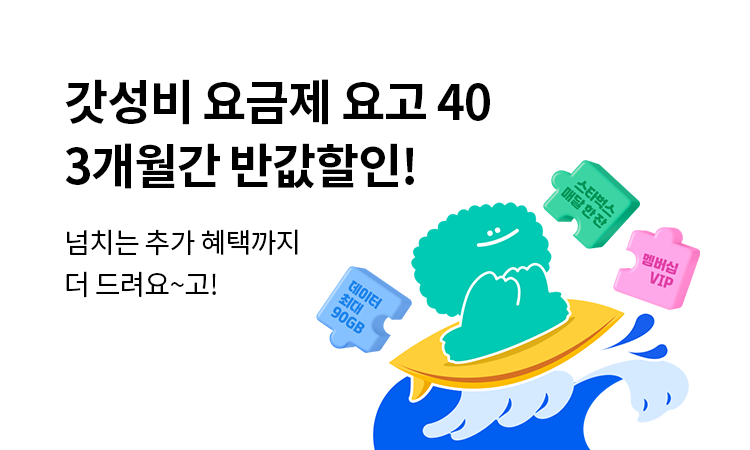 갓성비 요금제 요고 40
3개월간 반값할인!
넘치는 추가 혜택까지
더 드려요~고!
스타벅스
매달 한 잔
멤버십
VIP
데이터
최대
90GB